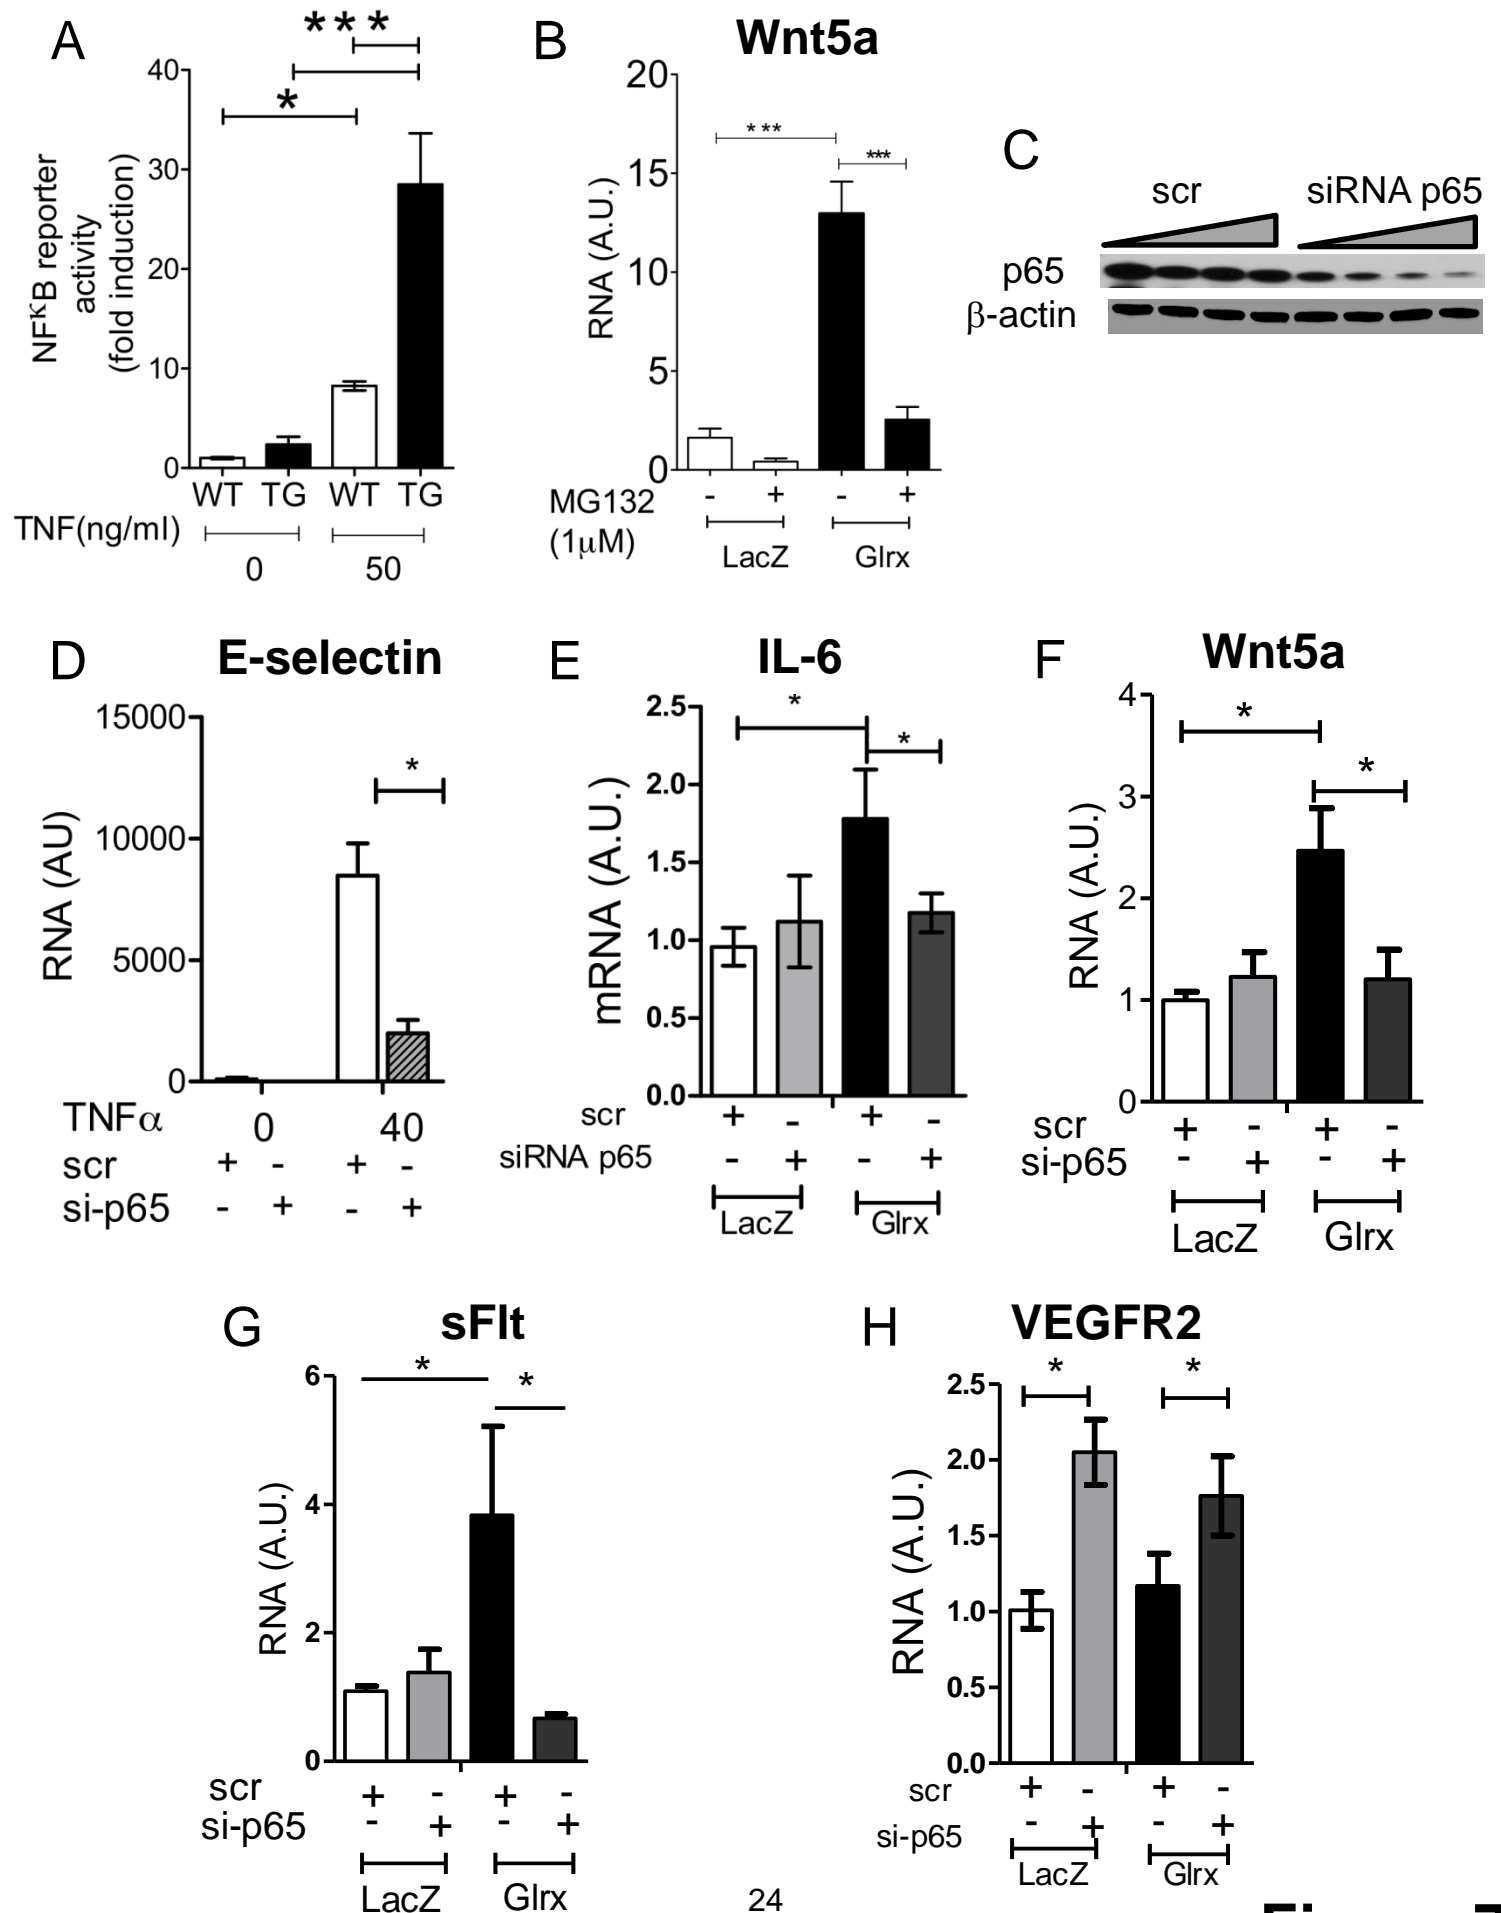 A
***
*
40
30
20
10
0
NFκB reporter
activity
(fold induction)
WT TG WT TG
TNF(ng/ml)
0 50
B
Wnt5a
20
15
10
5
0
RNA (A.U.)
* **
***
MG132 - + - +
(1μM)
LacZ Glrx
C
scr siRNA p65
p65
β-actin
D
E-selectin
15000
10000
5000
0
RNA (AU)
*
TNFα 0 40
scr + - + -
si-p65 - + - +
E
IL-6
2.5
2.0
1.5
1.0
0.5
0.0
mRNA (A.U.)
*
*
scr + - + -
siRNA p65 - + - +
LacZ Glrx
F
Wnt5a
4
3
2
1
0
RNA (A.U.)
*
*
scr + - + -
si-p65 - + - +
LacZ Glrx
G
sFlt
6
4
2
0
RNA (A.U.)
*
*
scr + - + -
si-p65 - + - +
LacZ Glrx
H
VEGFR2
2.5
2.0
1.5
1.0
0.5
0.0
RNA (A.U.)
*
*
scr + - + -
si-p65 - + - +
LacZ Glrx
24